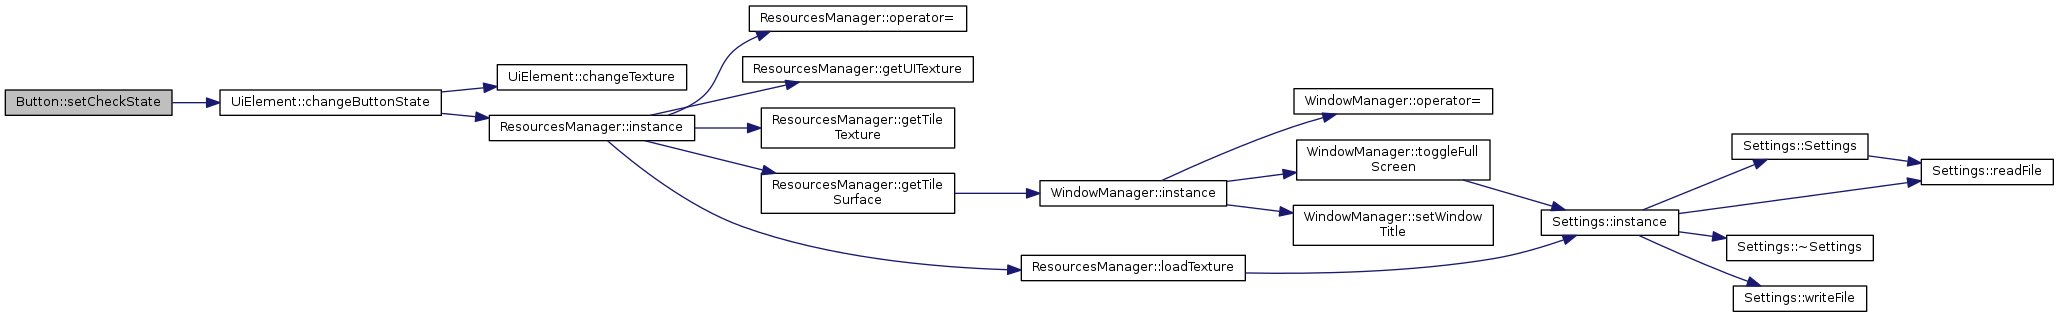 Button::setCheckState
UiElement::changeButtonState
UiElement::changeTexture
ResourcesManager::instance
ResourcesManager::operator=
ResourcesManager::getUITexture
ResourcesManager::getTile
Texture
ResourcesManager::getTile
Surface
ResourcesManager::loadTexture
WindowManager::instance
WindowManager::operator=
WindowManager::toggleFull
Screen
WindowManager::setWindow
Title
Settings::instance
Settings::Settings
Settings::readFile
Settings::~Settings
Settings::writeFile